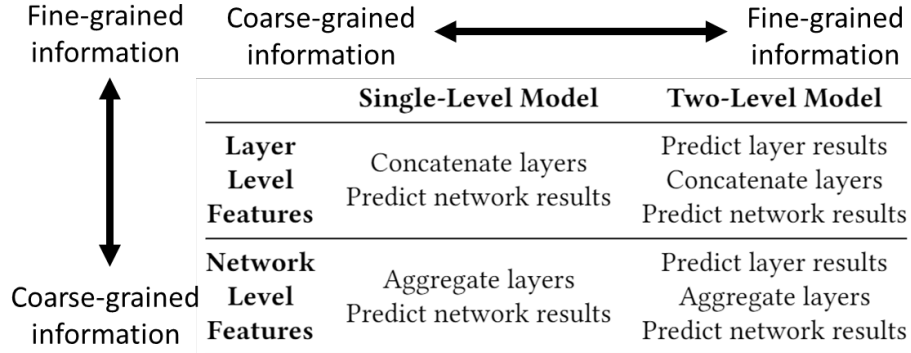 Fine-grained
information
Coarse-grained
information
Fine-grained
information
Single-Level Model
Two-Level Model
Layer
Level
Features
Concatenate layers
Predict network results
Predict layer results
Concatenate layers
Predict network results
Network
Level
Features
Aggregate layers
Predict network results
Predict layer results
Aggregate layers
Predict network results
Coarse-grained
information